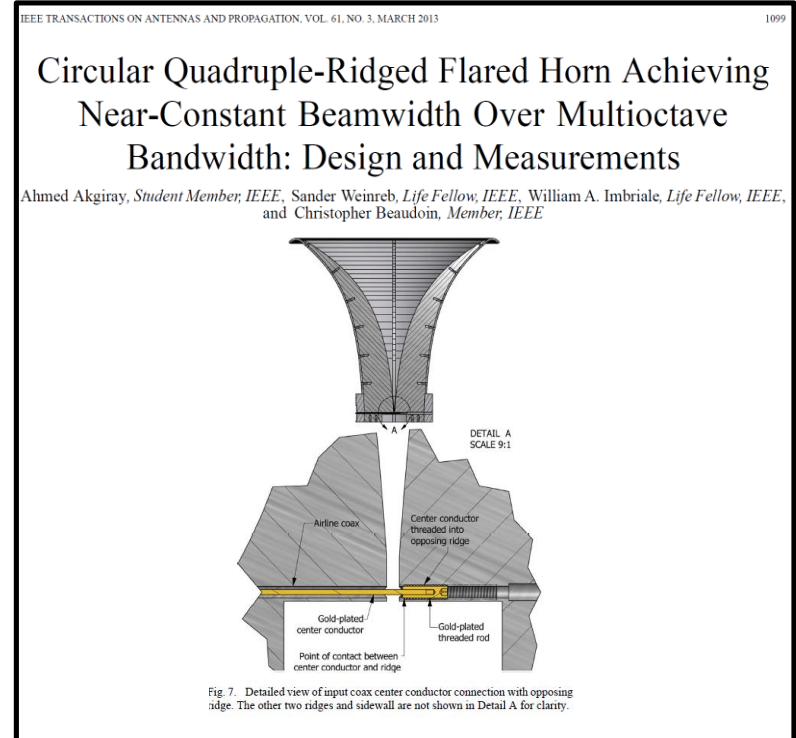 IEEE TRANSACTIONS ON ANTENNAS AND PROPAGATION, VOL. 61, NO. 3, MARCH 2013 1099
Circular Quadruple-Ridged Flared Horn Achieving
Near-Constant Beamwidth Over Multioctave
Bandwidth: Design and Measurements
Ahmed Akgiray, Student Member, IEEE, Sander Weinreb, Life Fellow, IEEE, William A. Imbriale, Life Fellow, IEEE,
and Christopher Beaudoin, Member, IEEE
A
DETAIL A
SCALE 9:1
Airline coax
Center conductor
threaded into
opposing ridge
Gold-plated
center conductor
Gold-plated
threaded rod
Point of contact between
center conductor and ridge
Fig. 7. Detailed view of input coax center conductor connection with opposing
ridge. The other two ridges and sidewall are not shown in Detail A for clarity.